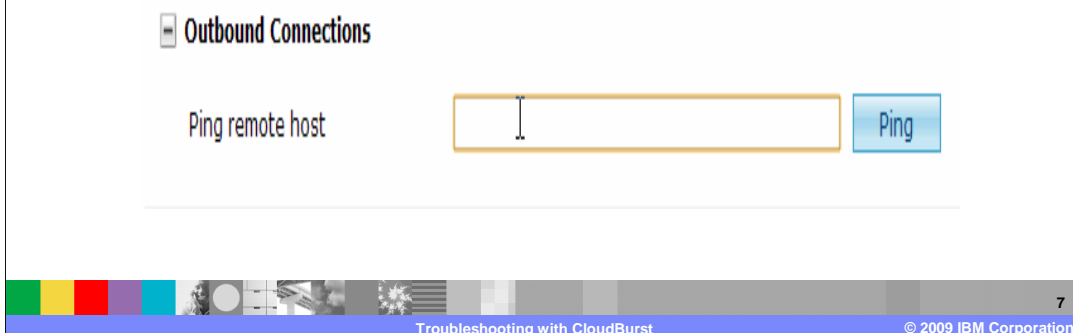 Outbound Connections
Ping remote host
Ping
7
Troubleshooting with CloudBurst
© 2009 IBM Corporation